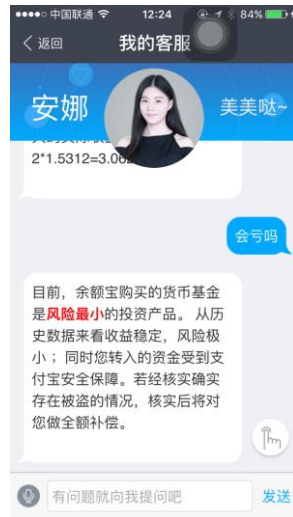 中国联通 12:24 84%
返回 我的客服
安娜 美美哒~
2*1.5312=3.062
会亏吗
目前，余额宝购买的货币基金
是风险最小的投资产品。从历
史数据来看收益稳定，风险极
小；同时您转入的资金受到支
付宝安全保障。若经核实确实
存在被盗的情况，核实后将对
您做全额补偿。
有问题就向我提问吧 发送